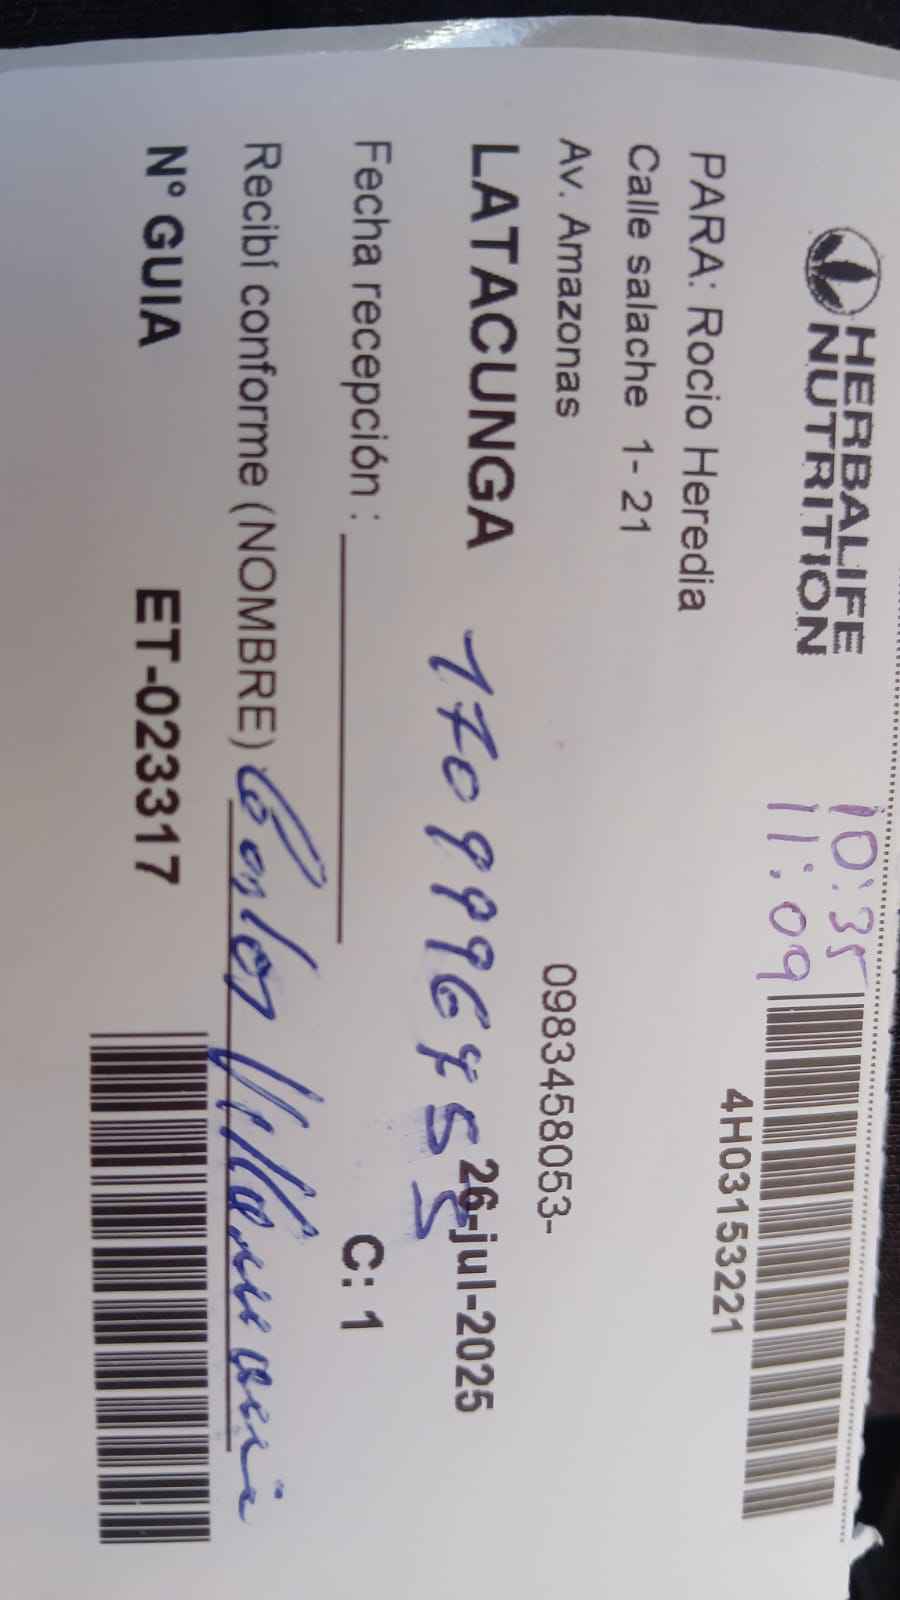 HERBALIFE
NUTRITION
10:35
11:09
4H03153221
PARA: Rocio Heredia
Calle salache 1- 21
Av. Amazonas
0983458053-
LATACUNGA
26-jul-2025
Fecha recepción :
C: 1
Recibí conforme (NOMBRE) Carlos
N° GUIA ET-023317